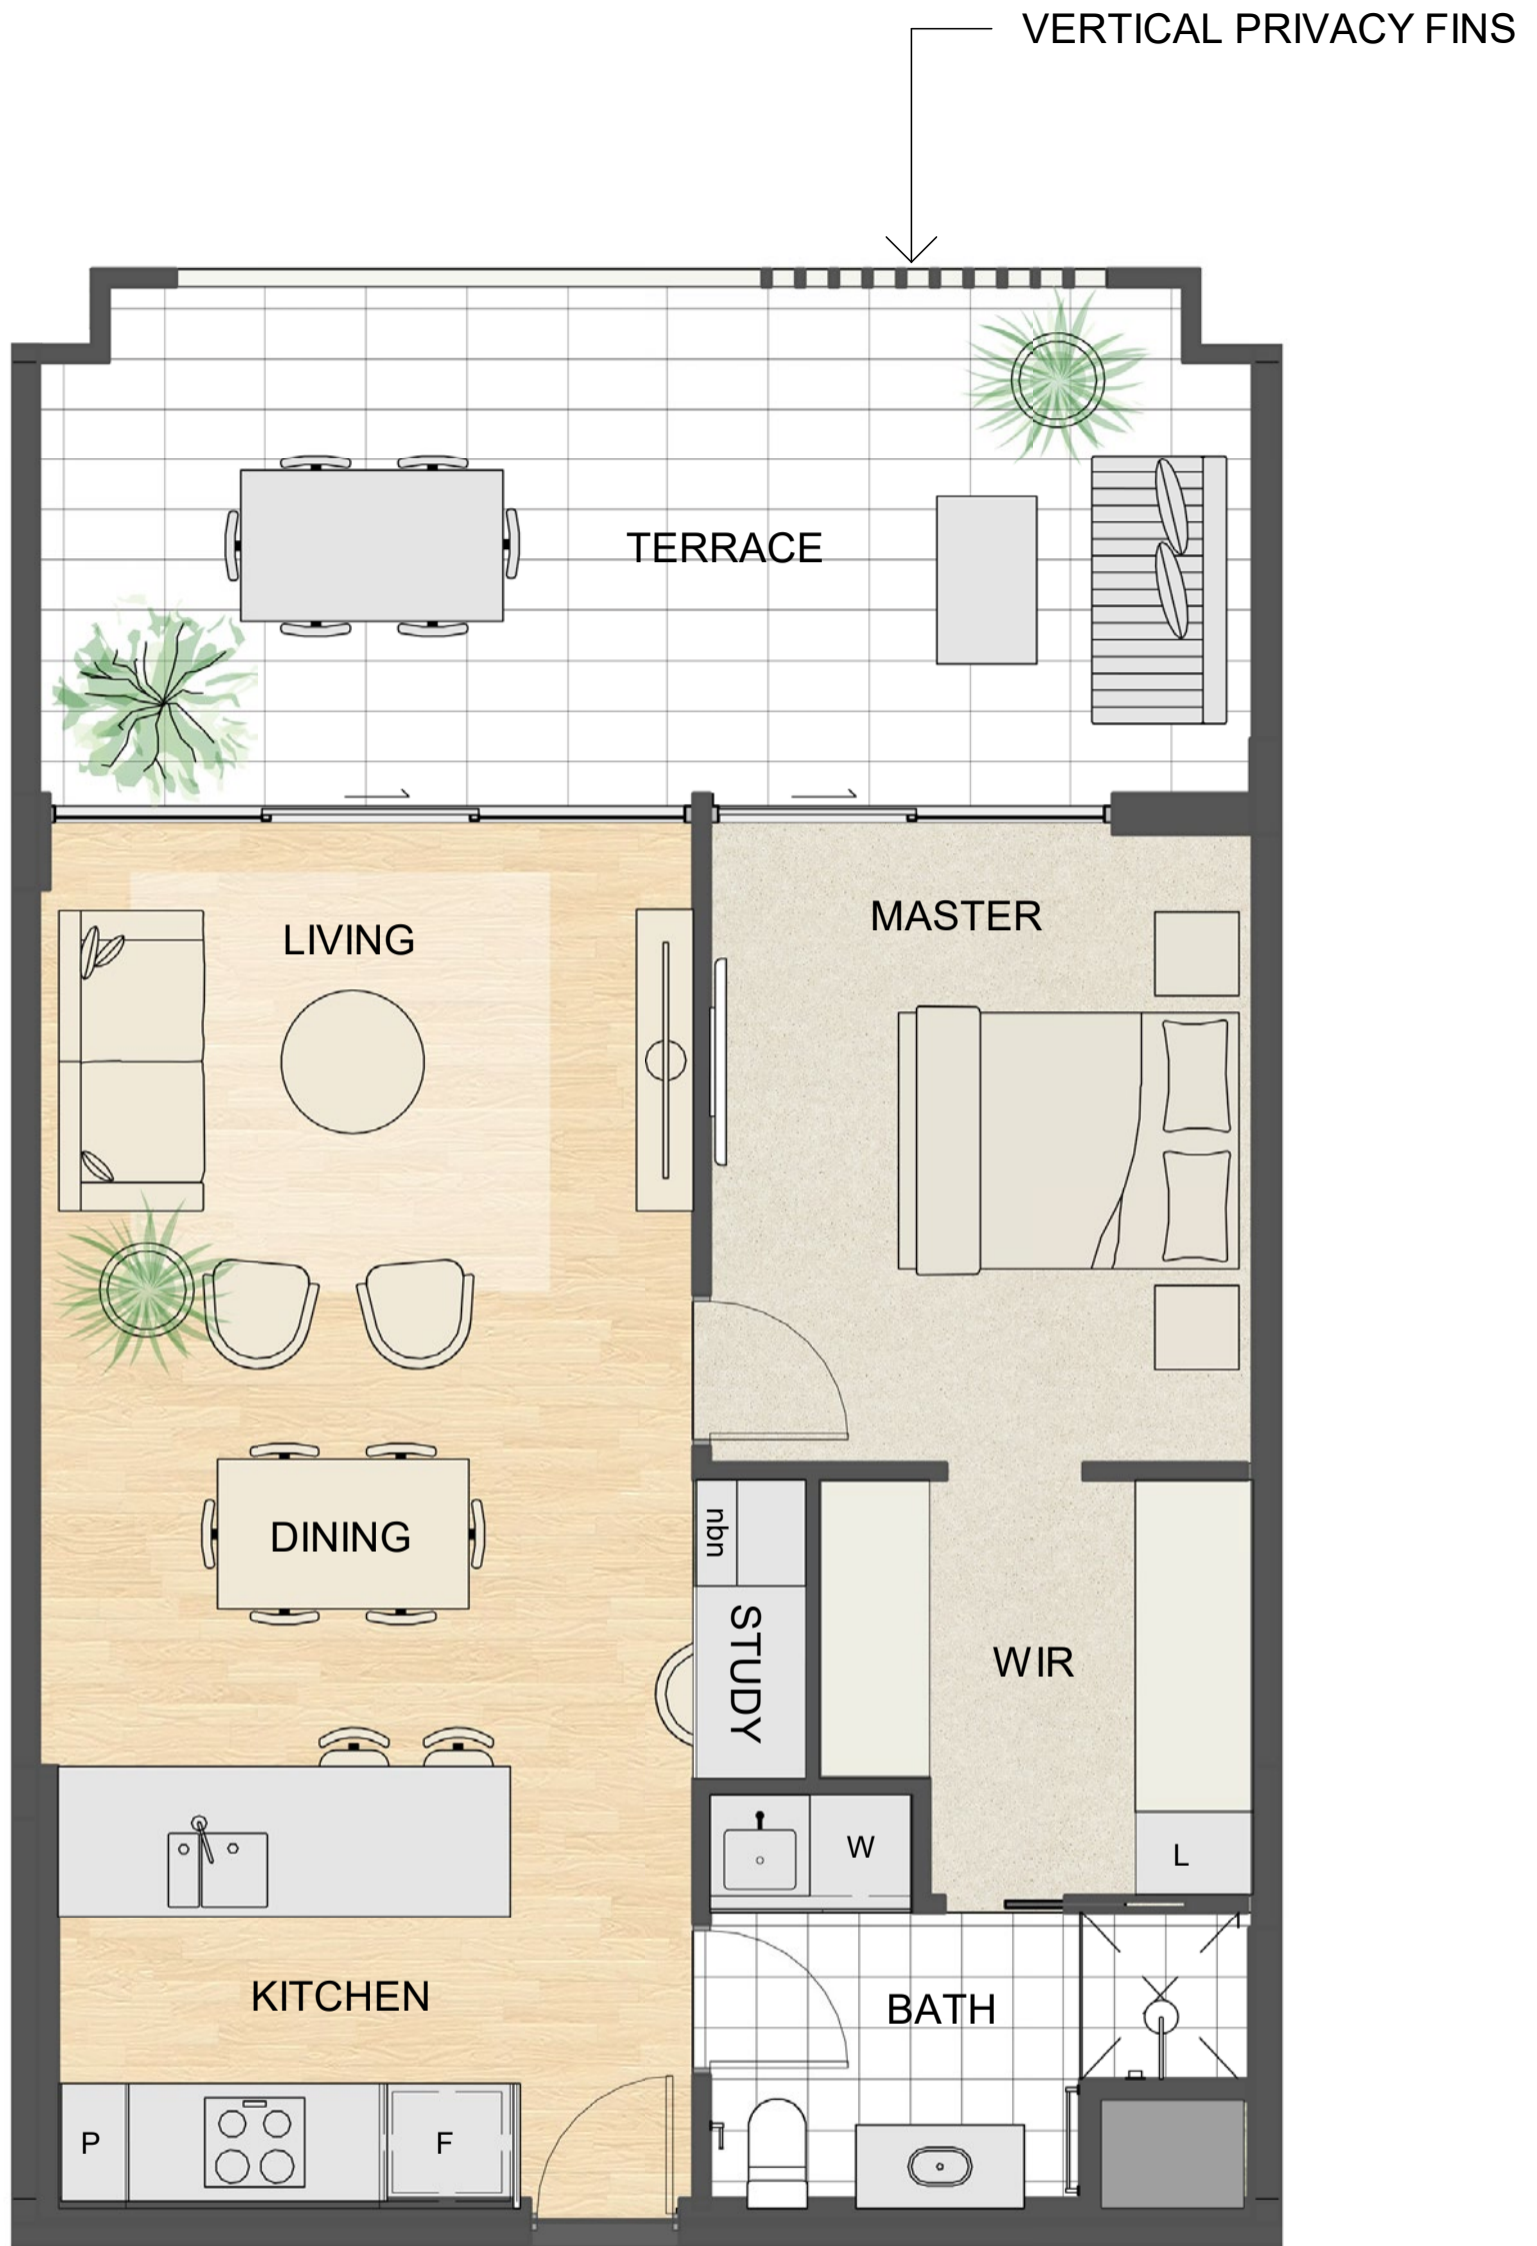 VERTICAL PRIVACY FINS
TERRACE
LIVING
MASTER
DINING
nbn
STUDY
WIR
W
L
KITCHEN
BATH
P
F